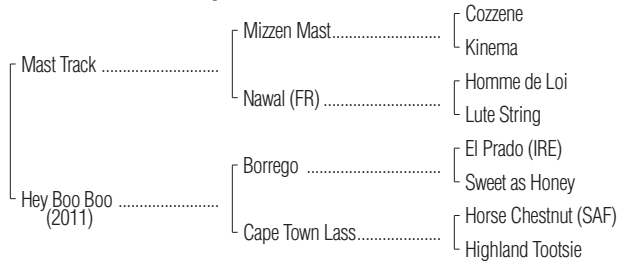 Cozzene
Mizzen Mast....................
Kinema
Mast Track ......................
Homme de Loi
Nawal (FR) ......................
Lute String
El Prado (IRE)
Borrego .........................
Sweet as Honey
Hey Boo Boo ...................
(2011)
Horse Chestnut (SAF)
Cape Town Lass................
Highland Tootsie